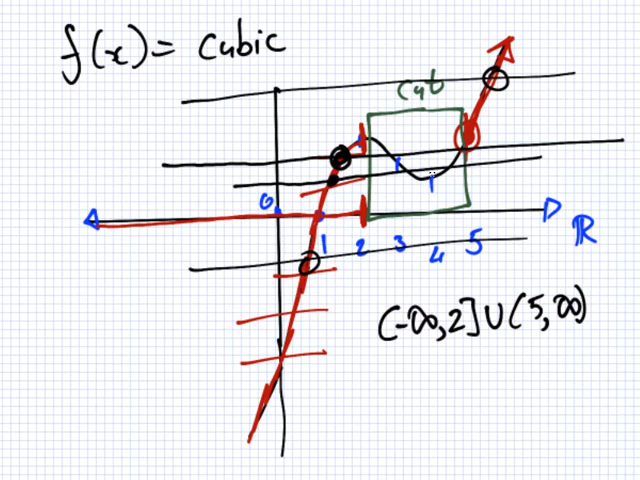 f(x) = cubic
cut
0
1 2 3 4 5
ℝ
(-∞, 2] ∪ (5, ∞)